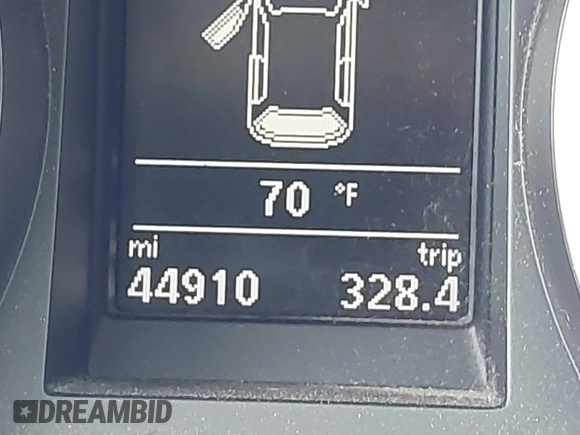 70 °F
mi trip
44910 328.4
DREAMBID